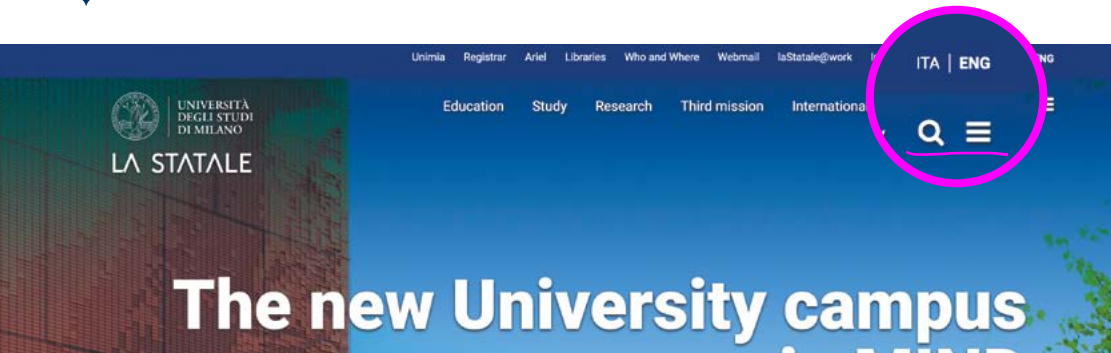 Unimia Registrar Ariel Libraries Who and Where Webmail laStatale@work
ITA | ENG
UNIVERSITÀ
DEGLI STUDI
DI MILANO
LA STATALE
Education Study Research Third mission
The new University campus